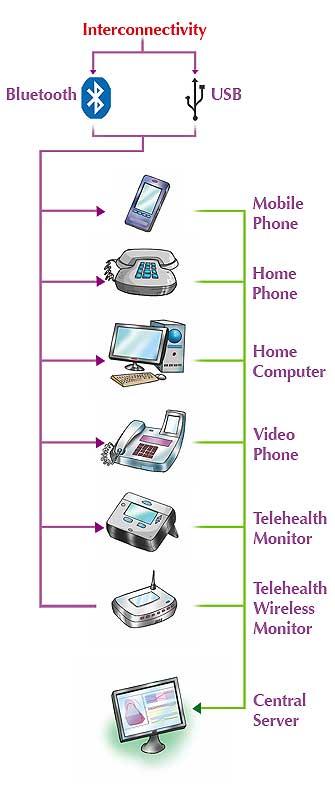 Interconnectivity
Bluetooth
USB
Mobile
Phone
Home
Phone
Home
Computer
Video
Phone
Telehealth
Monitor
Telehealth
Wireless
Monitor
Central
Server